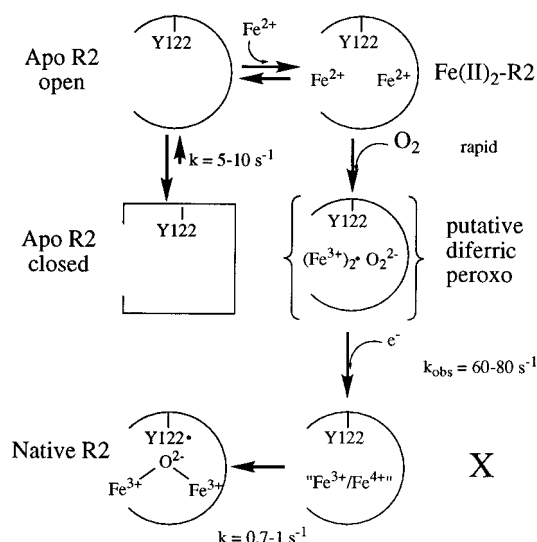 Apo R2
open
Y122
Fe²⁺
Y122
Fe²⁺ Fe²⁺
Fe(II)₂-R2
k = 5-10 s⁻¹
O₂
rapid
Apo R2
closed
Y122
Y122
(Fe³⁺)₂• O₂²⁻
putative
diferric
peroxo
e⁻
k_obs = 60-80 s⁻¹
Native R2
Y122•
O²⁻
Fe³⁺ Fe³⁺
Y122
"Fe³⁺/Fe⁴⁺"
X
k = 0.7-1 s⁻¹